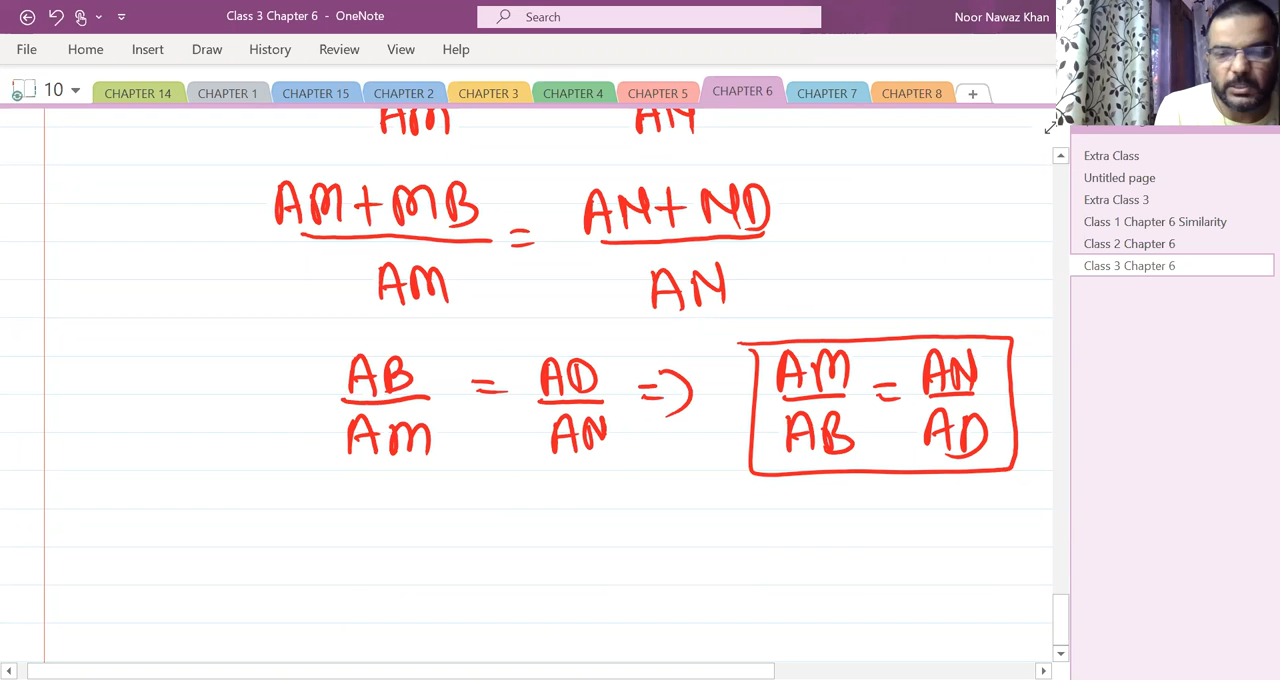 Class 3 Chapter 6 - OneNote
Search
Noor Nawaz Khan
File Home Insert Draw History Review View Help
10 CHAPTER 14 CHAPTER 1 CHAPTER 15 CHAPTER 2 CHAPTER 3 CHAPTER 4 CHAPTER 5 CHAPTER 6 CHAPTER 7 CHAPTER 8 +
AM AN
AM+MB = AN+ND
AM AN
AB = AD => AM = AN
AM AN AB AD
Extra Class
Untitled page
Extra Class 3
Class 1 Chapter 6 Similarity
Class 2 Chapter 6
Class 3 Chapter 6